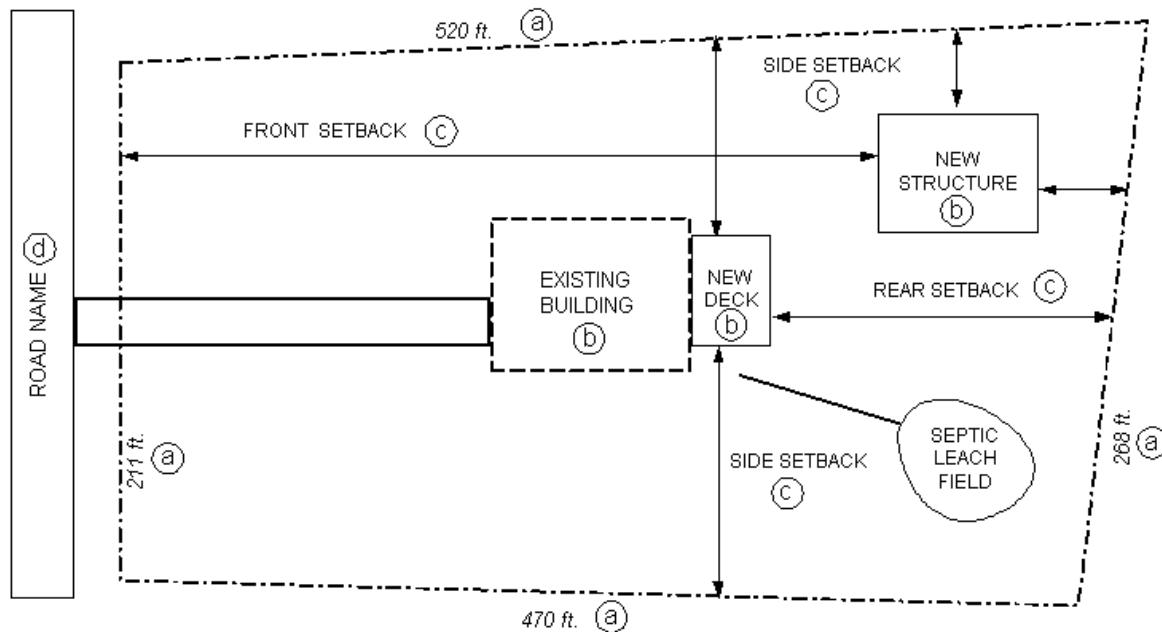 520 ft. a
SIDE SETBACK
c
FRONT SETBACK c
NEW
STRUCTURE
b
ROAD NAME d
EXISTING
BUILDING
b
NEW
DECK
b
REAR SETBACK c
211 ft. a
SIDE SETBACK
c
SEPTIC
LEACH
FIELD
268 ft. a
470 ft. a